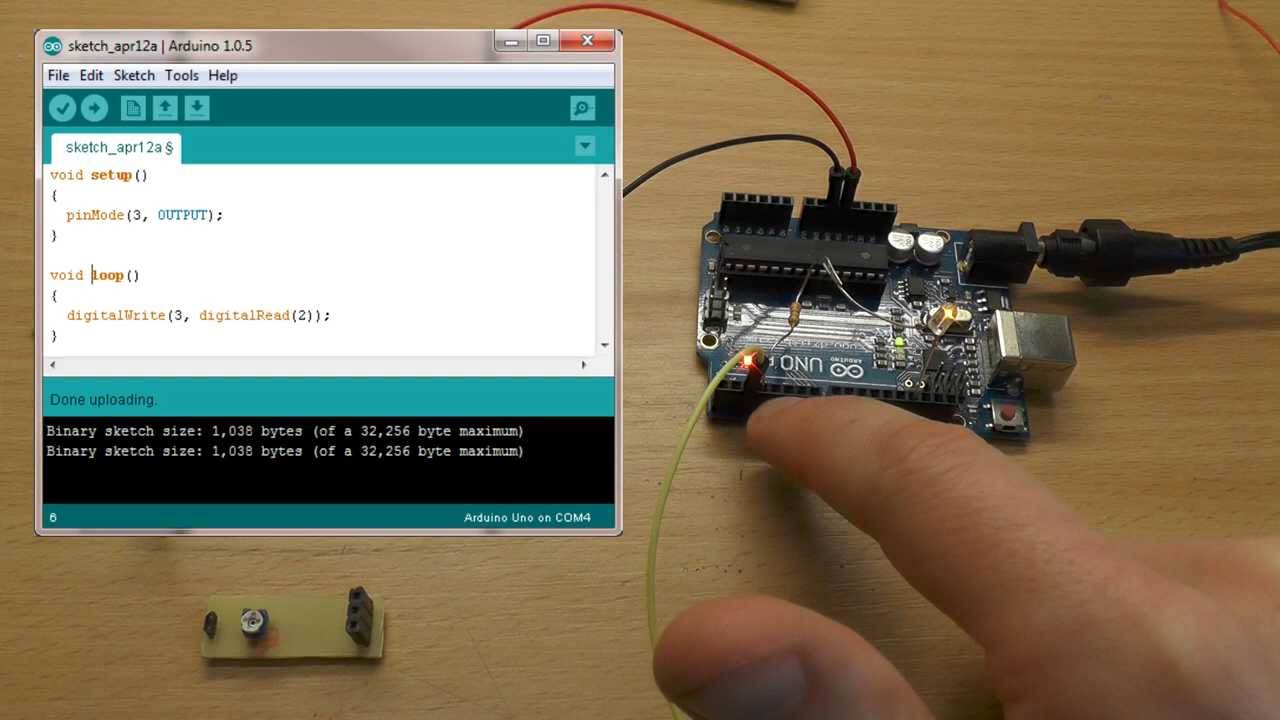 sketch_apr12a | Arduino 1.0.5
File Edit Sketch Tools Help
sketch_apr12a §
void setup()
{
pinMode(3, OUTPUT);
}
void loop()
{
digitalWrite(3, digitalRead(2));
}
Done uploading.
Binary sketch size: 1,038 bytes (of a 32,256 byte maximum)
Binary sketch size: 1,038 bytes (of a 32,256 byte maximum)
6
Arduino Uno on COM4
UNO
ARDUINO